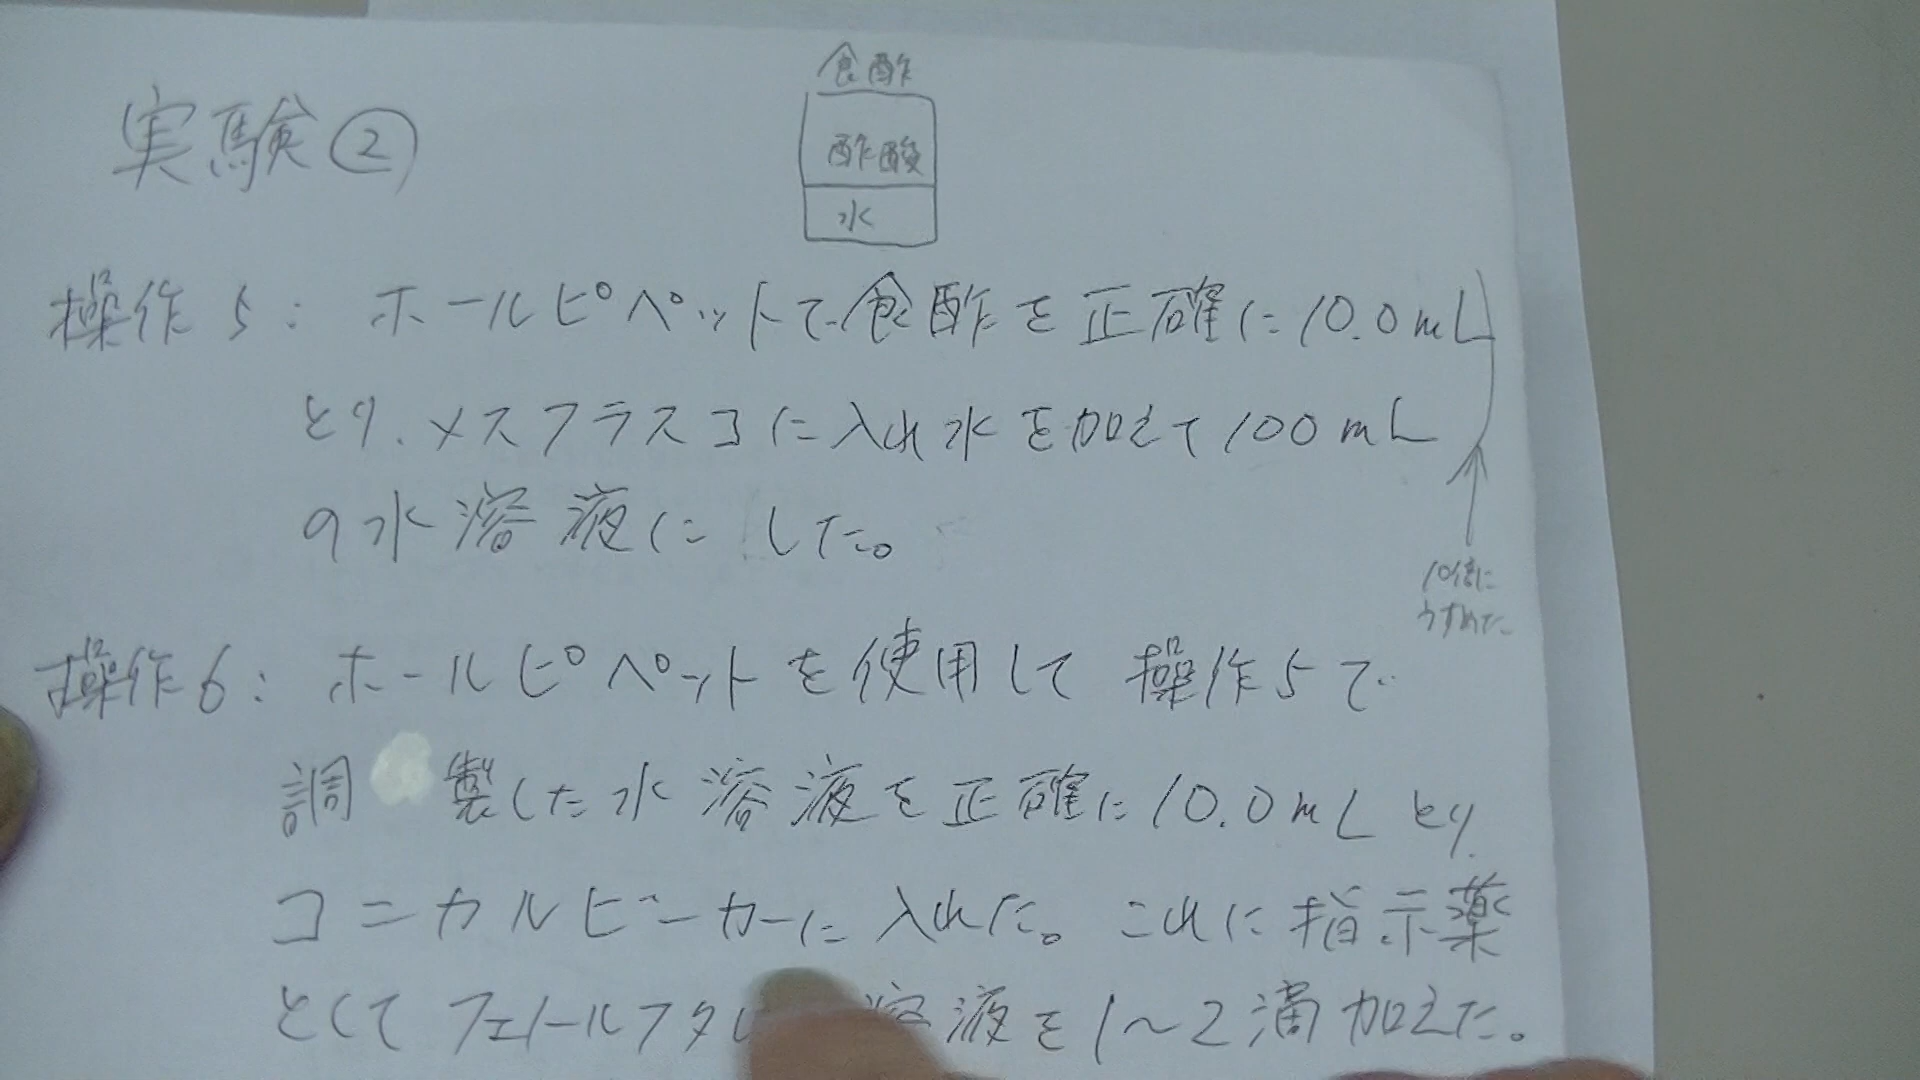 食酢
実験②
酢酸
水
操作5: ホールピペットで食酢を正確に10.0mL
とり、メスフラスコに入れ水を加えて100mL
の水溶液にした。
10倍に
うすめた
操作6: ホールピペットを使用して操作5で
調製した水溶液を正確に10.0mLとり
コニカルビーカーに入れた。これに指示薬
としてフェノールフタレ 溶液を1~2滴加えた。